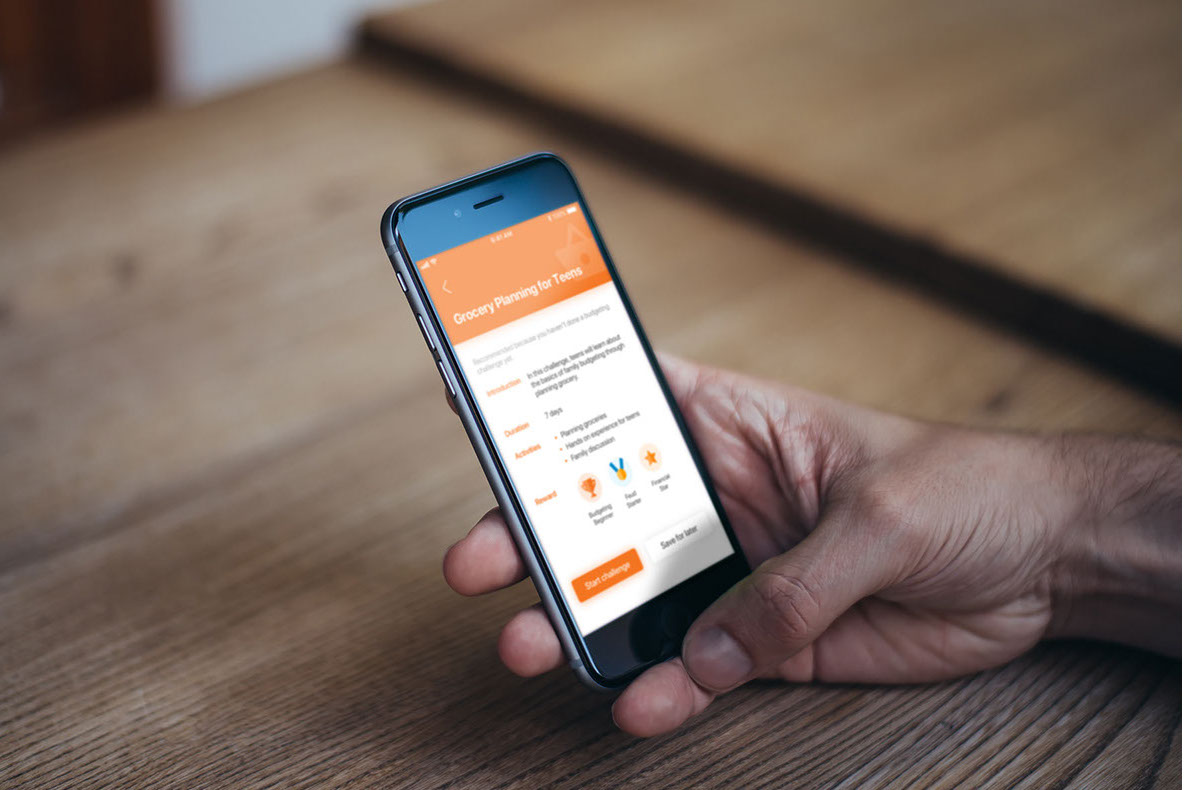 9:41 AM
100%
Grocery Planning for Teens
Recommended because you haven't done a budgeting
challenge yet.
Introduction
In this challenge, teens will learn about
the basics of family budgeting through
planning grocery.
Duration
7 days
Activities
• Planning groceries
• Hands on experience for teens
• Family discussion
Reward
Budgeting
Beginner
Starter
Financial
Star
Start challenge
Save for later